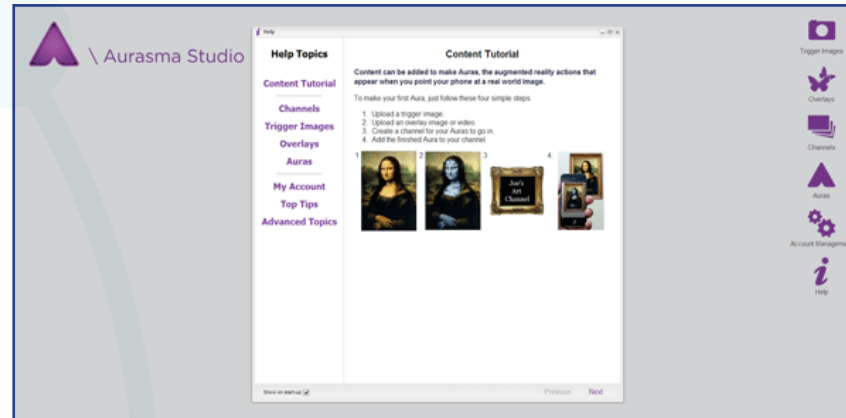 \ Aurasma Studio
Help
Help Topics
Content Tutorial
Channels
Trigger Images
Overlays
Auras
My Account
Top Tips
Advanced Topics
Content Tutorial
Content can be added to make Auras, the augmented reality actions that
appear when you point your phone at a real world image.
To make your first Aura, just follow these four simple steps.
1. Upload a trigger image.
2. Upload an overlay image or video.
3. Create a channel for your Auras to go in.
4. Add the finished Aura to your channel.
1. 2. 3. 4.
Joe's
Art
Channel
Show on start-up
Previous Next
Trigger Images
Overlays
Channels
Auras
Account Manageme
Help